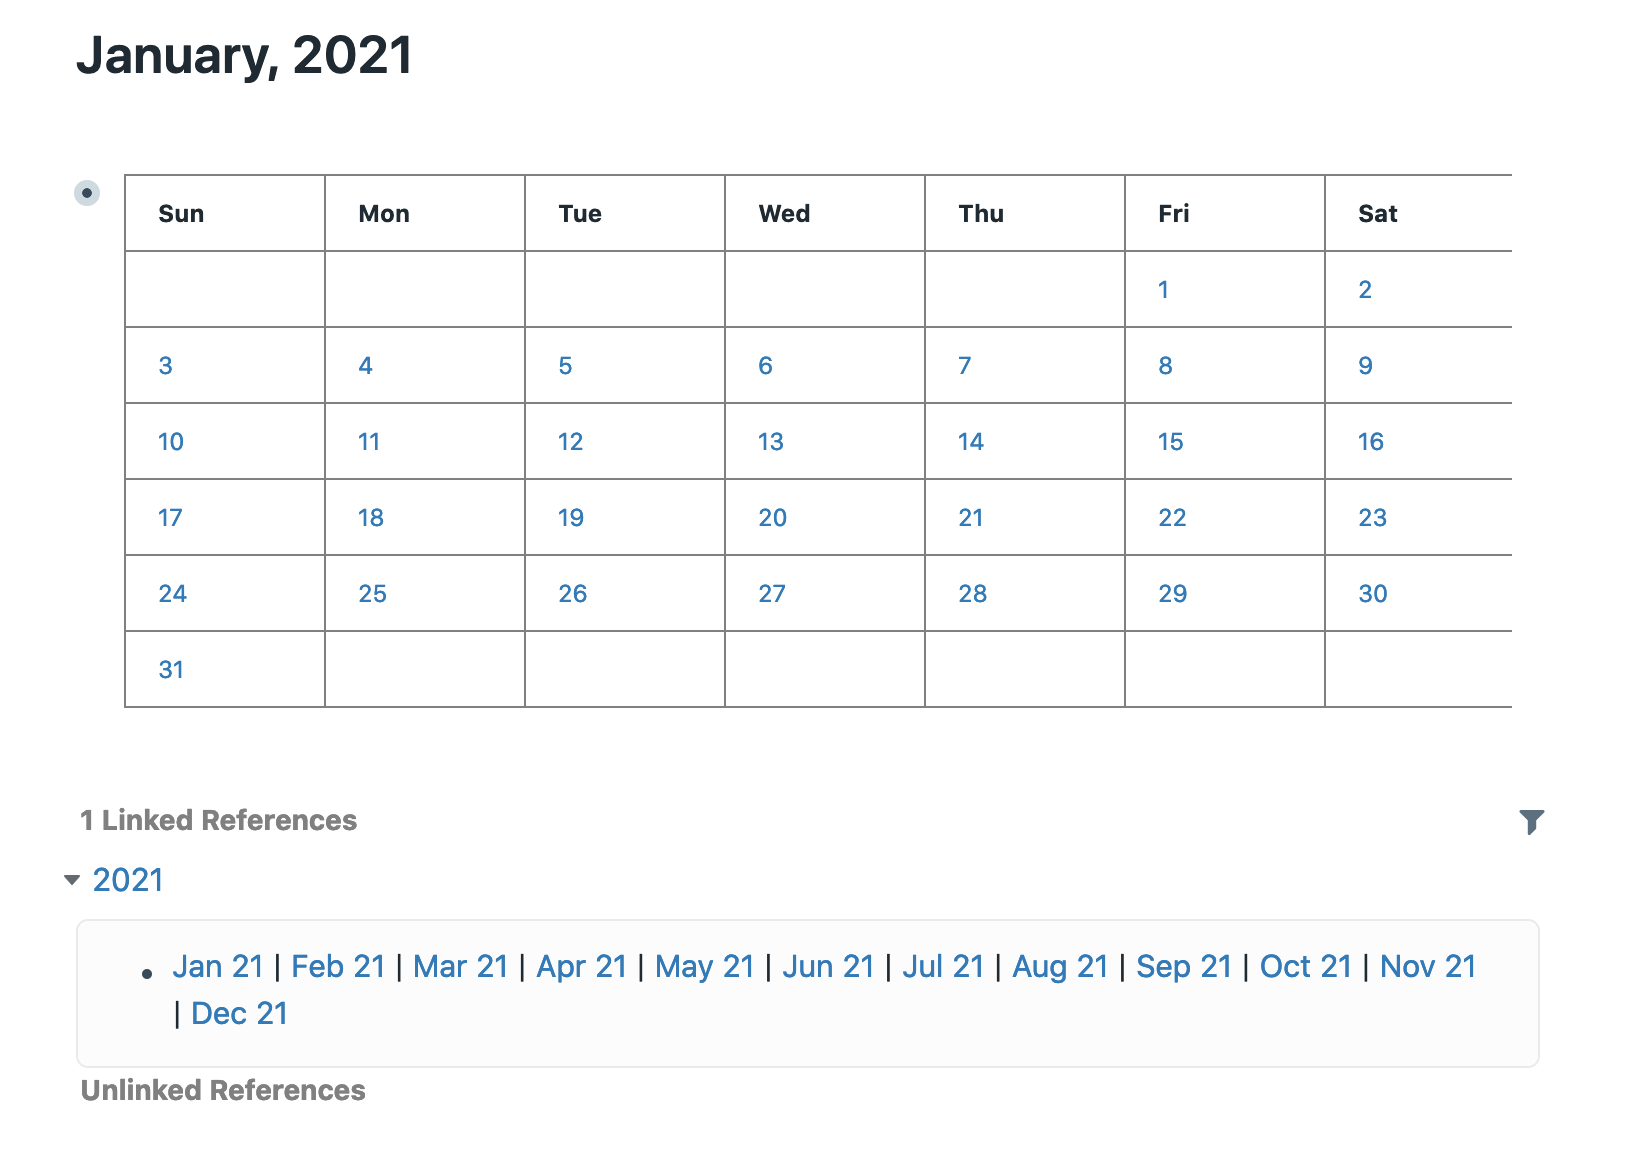 January, 2021
Sun Mon Tue Wed Thu Fri Sat
1 2
3 4 5 6 7 8 9
10 11 12 13 14 15 16
17 18 19 20 21 22 23
24 25 26 27 28 29 30
31
1 Linked References
2021
Jan 21 | Feb 21 | Mar 21 | Apr 21 | May 21 | Jun 21 | Jul 21 | Aug 21 | Sep 21 | Oct 21 | Nov 21
| Dec 21
Unlinked References